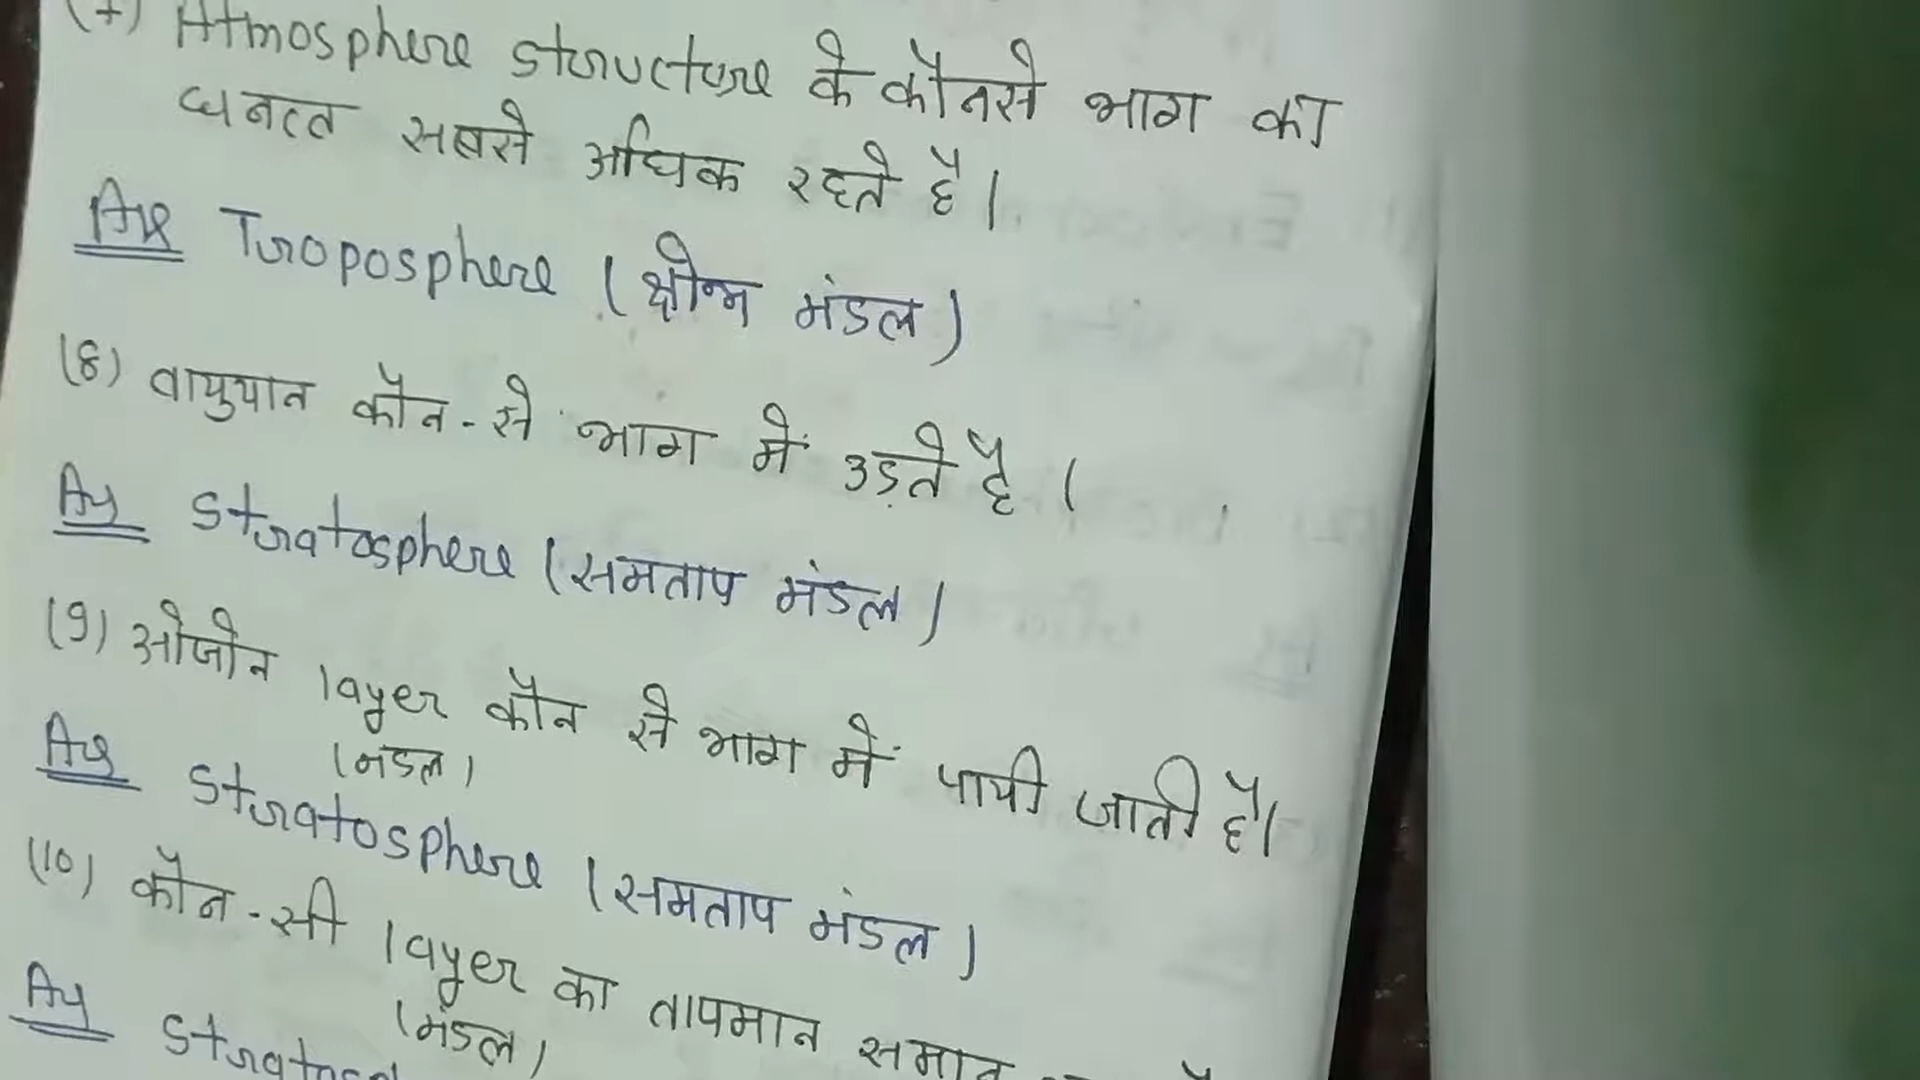 (7) Atmosphere structure के कौनसे भाग का
घनत्त सबसे अधिक रहते है।
Ans Troposphere (क्षोभ मंडल)
(8) वायुयान कौन-से भाग में उड़ते है।
Ans Stratosphere (समताप मंडल)
(9) ओजोन layer कौन से भाग में पायी जाती है।
(मंडल)
Ans Stratosphere (समताप मंडल)
(10) कौन-सी layer का तापमान समान
(मंडल)
Ans